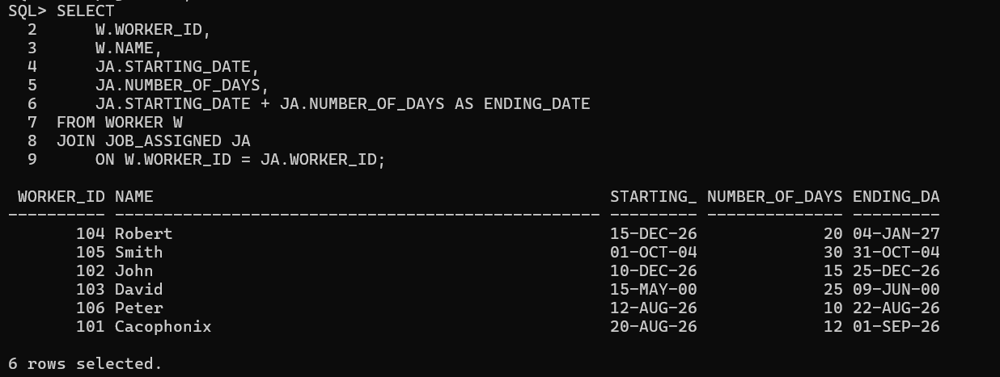 SQL> SELECT
  2      W.WORKER_ID,
  3      W.NAME,
  4      JA.STARTING_DATE,
  5      JA.NUMBER_OF_DAYS,
  6      JA.STARTING_DATE + JA.NUMBER_OF_DAYS AS ENDING_DATE
  7  FROM WORKER W
  8  JOIN JOB_ASSIGNED JA
  9      ON W.WORKER_ID = JA.WORKER_ID;

 WORKER_ID NAME                                               STARTING_ NUMBER_OF_DAYS ENDING_DA
---------- -------------------------------------------------- --------- -------------- ---------
       104 Robert                                             15-DEC-26             20 04-JAN-27
       105 Smith                                              01-OCT-04             30 31-OCT-04
       102 John                                               10-DEC-26             15 25-DEC-26
       103 David                                              15-MAY-00             25 09-JUN-00
       106 Peter                                              12-AUG-26             10 22-AUG-26
       101 Cacophonix                                         20-AUG-26             12 01-SEP-26

6 rows selected.